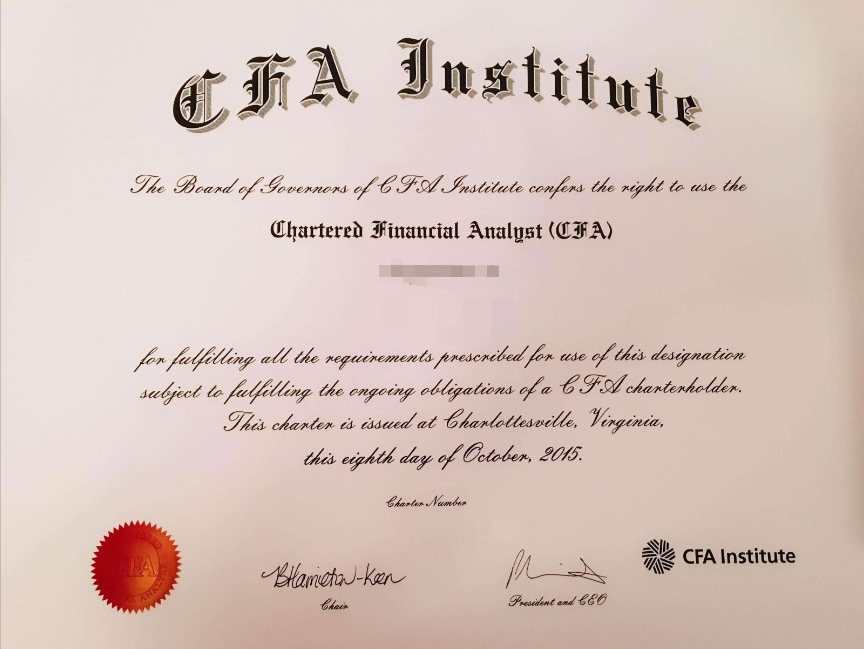 CFA Institute
The Board of Governors of CFA Institute confers the right to use the
Chartered Financial Analyst (CFA)
for fulfilling all the requirements prescribed for use of this designation
subject to fulfilling the ongoing obligations of a CFA charterholder.
This charter is issued at Charlottesville, Virginia,
this eighth day of October, 2015.
Charter Number
CFA Institute
BHamilton-Keen
Chair
President and CEO